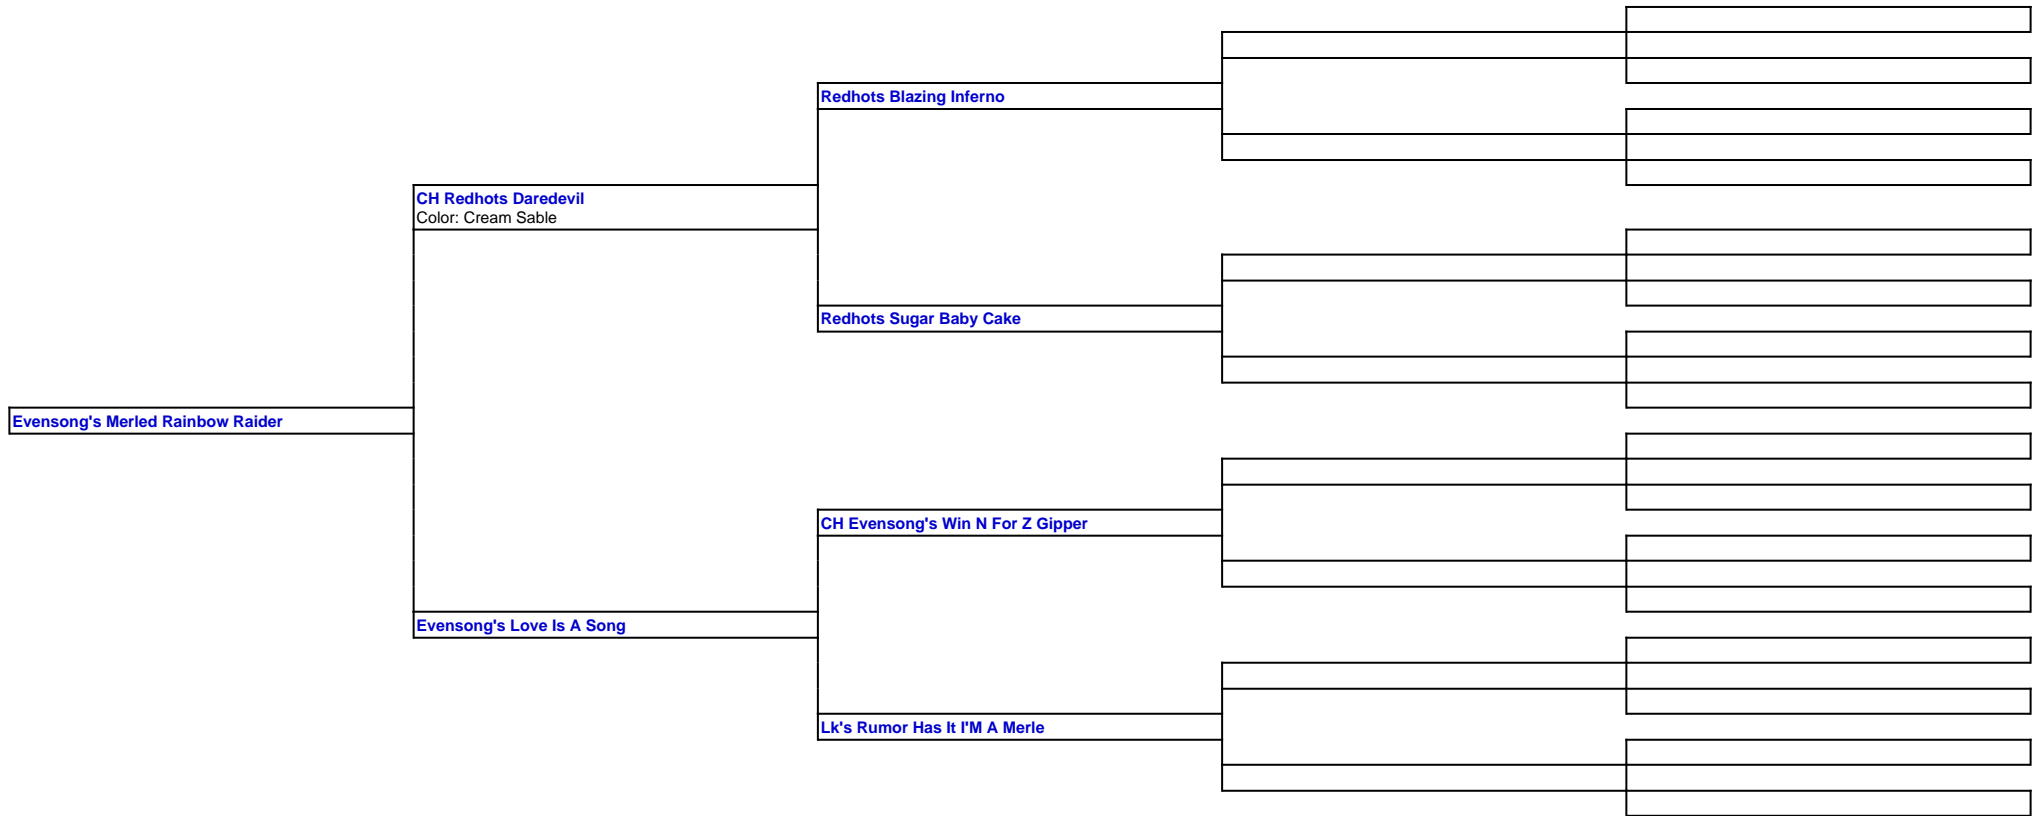 Redhots Blazing Inferno
CH Redhots Daredevil
Color: Cream Sable
Redhots Sugar Baby Cake
Evensong's Merled Rainbow Raider
CH Evensong's Win N For Z Gipper
Evensong's Love Is A Song
Lk's Rumor Has It I'M A Merle